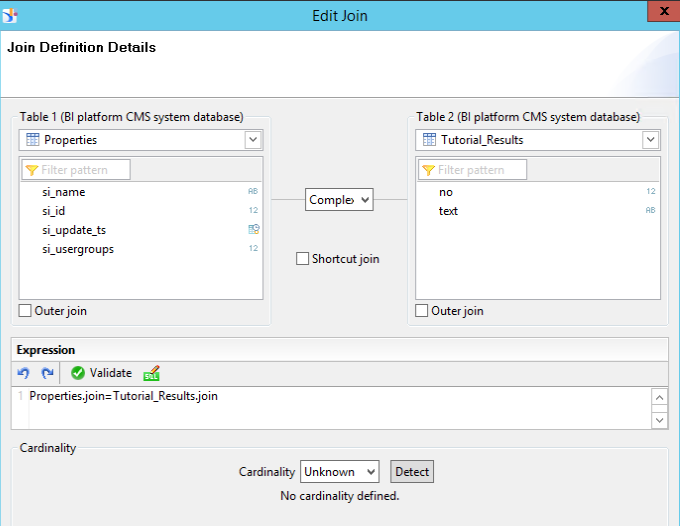 Edit Join
x
Join Definition Details
Table 1 (BI platform CMS system database)
Properties
Filter pattern
si_name AB
si_id 12
si_update_ts
si_usergroups 12
Outer join
Complex
Shortcut join
Table 2 (BI platform CMS system database)
Tutorial_Results
Filter pattern
no 12
text AB
Outer join
Expression
Validate
SQL
1 Properties.join=Tutorial_Results.join
Cardinality
Cardinality Unknown Detect
No cardinality defined.